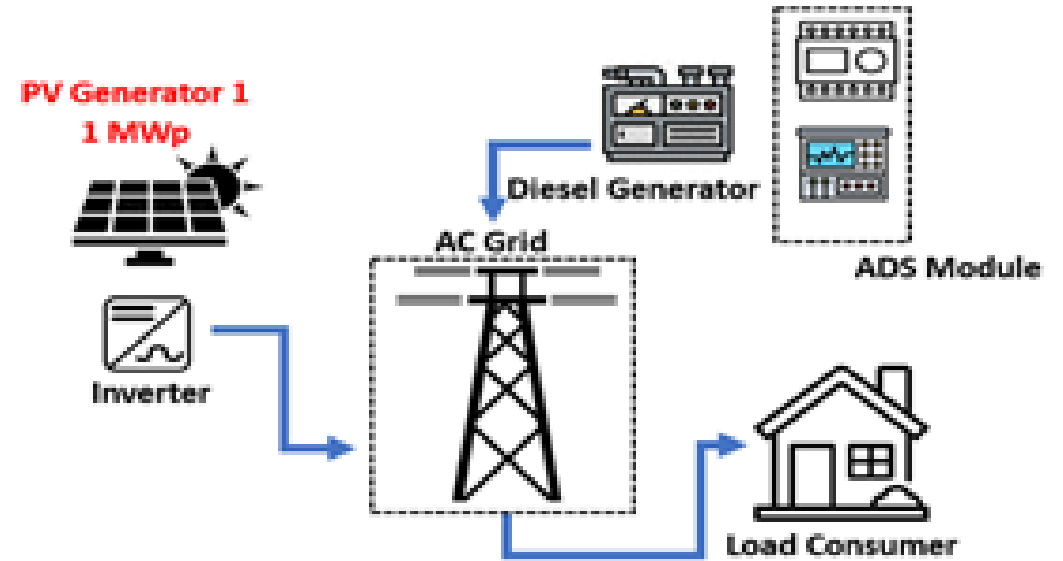 PV Generator 1
1 MWp
Diesel Generator
AC Grid
ADS Module
Inverter
Load Consumer